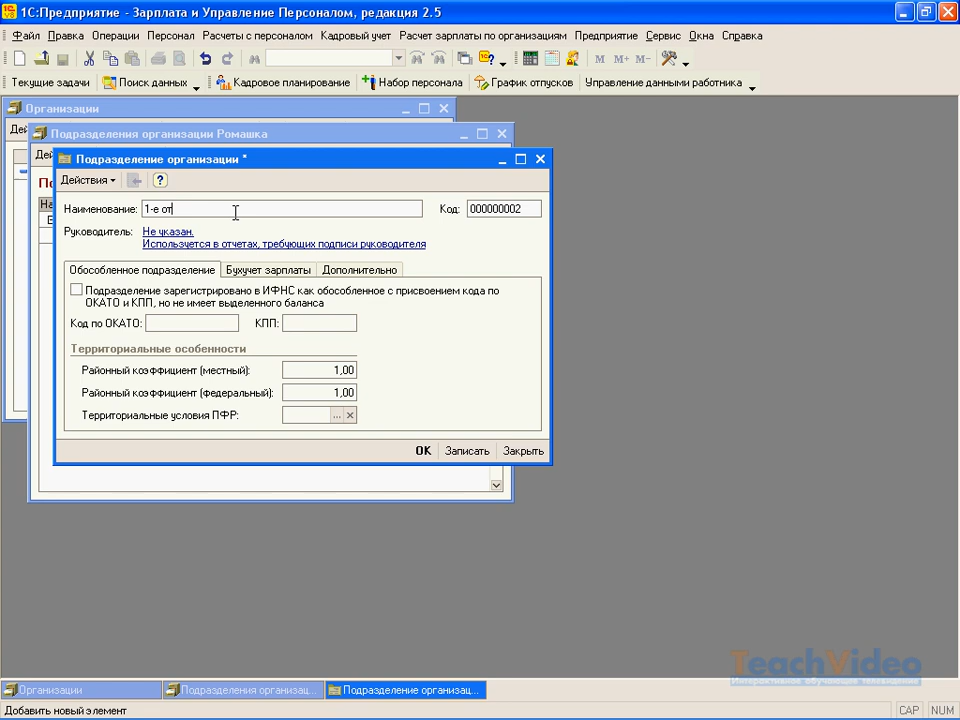 1С:Предприятие - Зарплата и Управление Персоналом, редакция 2.5
Файл Правка Операции Персонал Расчеты с персоналом Кадровый учет Расчет зарплаты по организациям Предприятие Сервис Окна Справка
M M+ M-
Текущие задачи Поиск данных Кадровое планирование Набор персонала График отпусков Управление данными работника
Организации
Подразделения организации Ромашка
Подразделение организации *
Действия
Наименование: 1-е от Код: 000000002
Руководитель: Не указан.
Используется в отчетах, требующих подписи руководителя
Обособленное подразделение Бухучет зарплаты Дополнительно
Подразделение зарегистрировано в ИФНС как обособленное с присвоением кода по
ОКАТО и КПП, но не имеет выделенного баланса
Код по ОКАТО: КПП:
Территориальные особенности
Районный коэффициент (местный): 1,00
Районный коэффициент (федеральный): 1,00
Территориальные условия ПФР: ...
OK Записать Закрыть
TeachVideo
Интерактивное обучающее телевидение
Организации Подразделения организац... Подразделение организац...
Добавить новый элемент CAP NUM